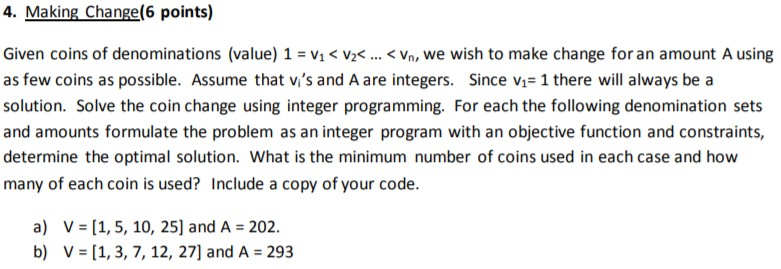 4. Making Change(6 points)
Given coins of denominations (value) 1 = v₁ < v₂< ... < vₙ, we wish to make change for an amount A using
as few coins as possible. Assume that vᵢ's and A are integers. Since v₁= 1 there will always be a
solution. Solve the coin change using integer programming. For each the following denomination sets
and amounts formulate the problem as an integer program with an objective function and constraints,
determine the optimal solution. What is the minimum number of coins used in each case and how
many of each coin is used? Include a copy of your code.
a) V = [1, 5, 10, 25] and A = 202.
b) V = [1, 3, 7, 12, 27] and A = 293